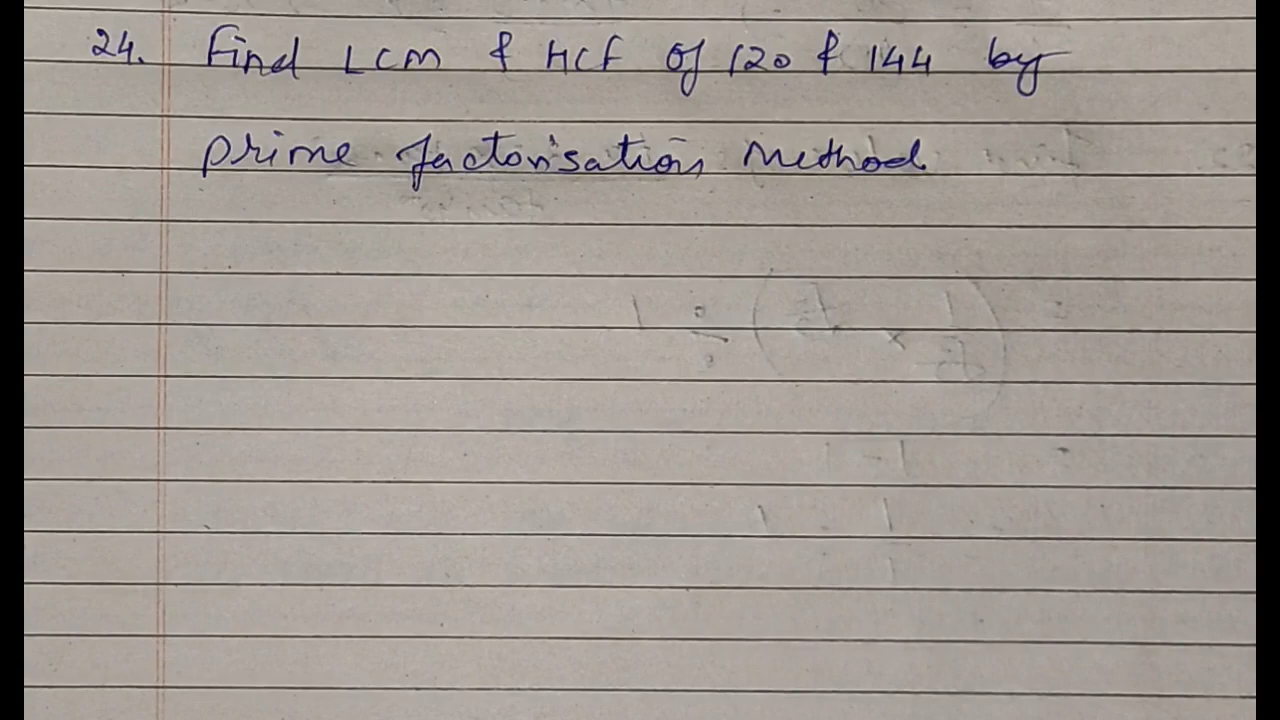 24. Find LCM & HCF of 120 & 144 by
prime factorisation Method